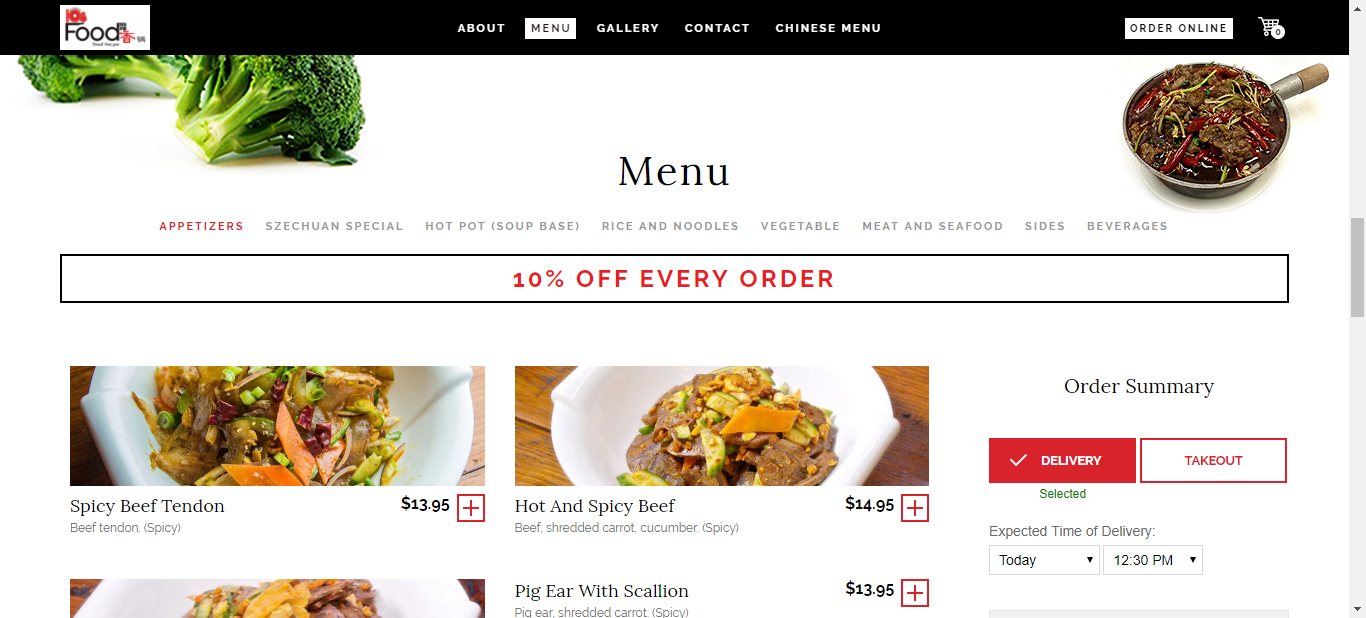 104
Food
香锅
Dried Hot pot
ABOUT
MENU
GALLERY
CONTACT
CHINESE MENU
ORDER ONLINE
0
Menu
APPETIZERS
SZECHUAN SPECIAL
HOT POT (SOUP BASE)
RICE AND NOODLES
VEGETABLE
MEAT AND SEAFOOD
SIDES
BEVERAGES
10% OFF EVERY ORDER
Spicy Beef Tendon
$13.95
Beef tendon. (Spicy)
Hot And Spicy Beef
$14.95
Beef, shredded carrot, cucumber. (Spicy)
Pig Ear With Scallion
$13.95
Pig ear, shredded carrot. (Spicy)
Order Summary
DELIVERY
TAKEOUT
Selected
Expected Time of Delivery:
Today
12:30 PM